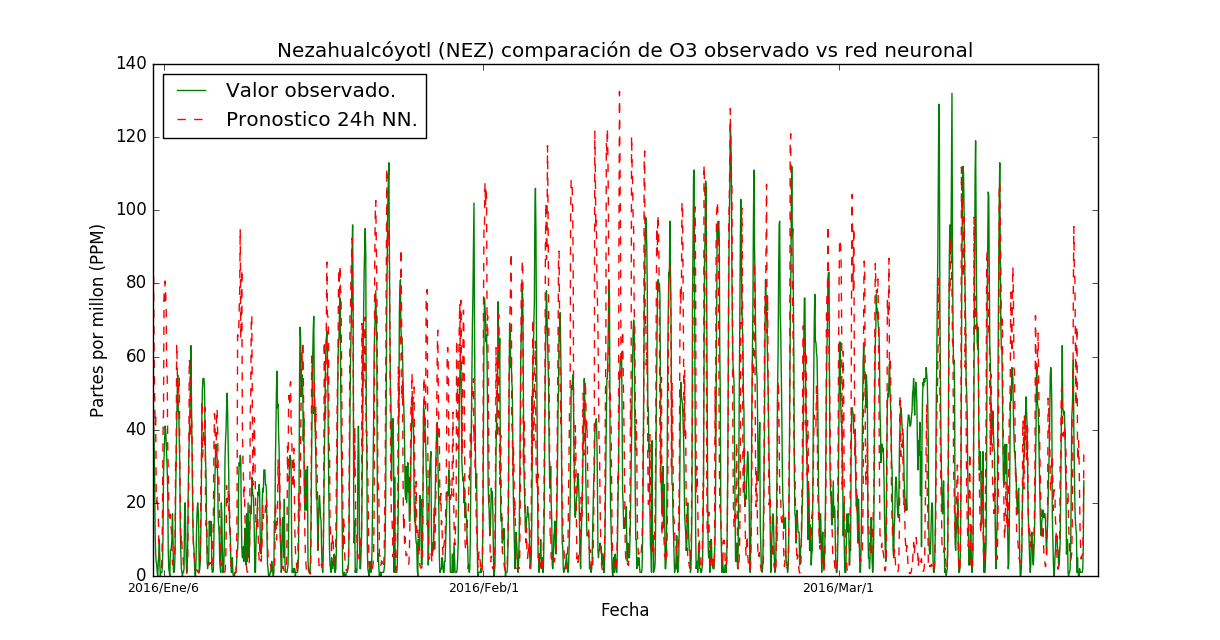 Nezahualcóyotl (NEZ) comparación de O3 observado vs red neuronal
Valor observado.
Pronostico 24h NN.
Partes por millon (PPM)
140
120
100
80
60
40
20
0
2016/Ene/6
2016/Feb/1
2016/Mar/1
Fecha